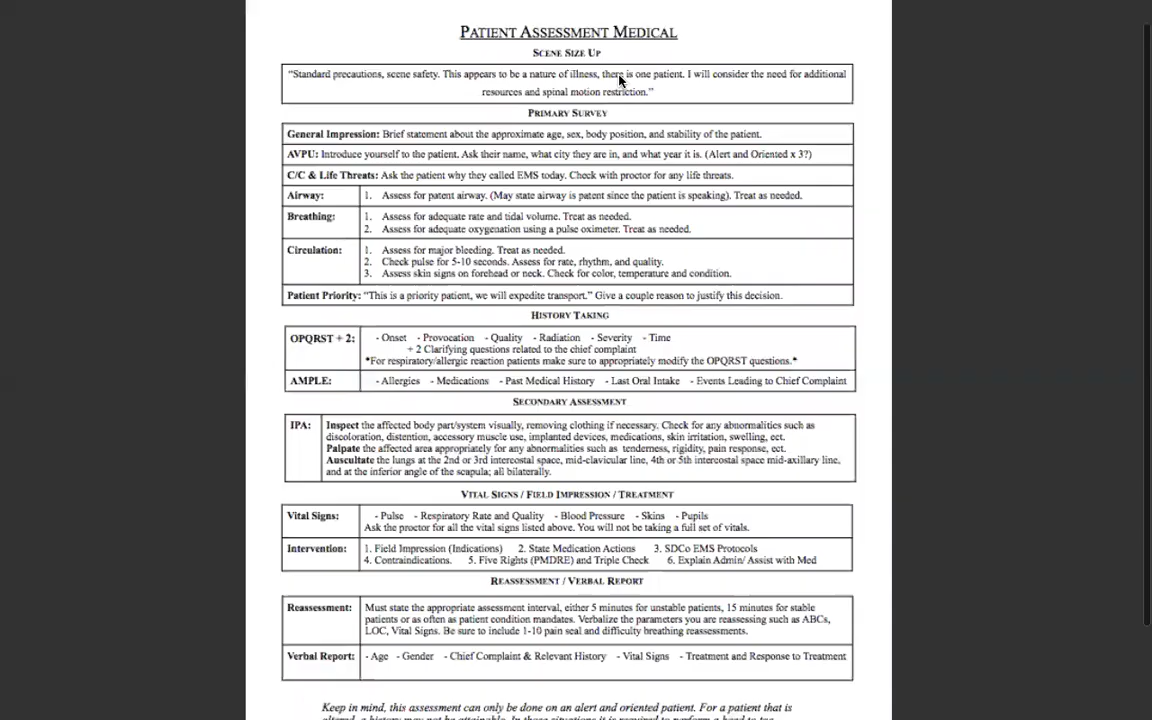 PATIENT ASSESSMENT MEDICAL
SCENE SIZE UP
“Standard precautions, scene safety. This appears to be a nature of illness, there is one patient. I will consider the need for additional
resources and spinal motion restriction.”
PRIMARY SURVEY
General Impression: Brief statement about the approximate age, sex, body position, and stability of the patient.
AVPU: Introduce yourself to the patient. Ask their name, what city they are in, and what year it is. (Alert and Oriented x 3?)
C/C & Life Threats: Ask the patient why they called EMS today. Check with proctor for any life threats.
Airway: 1. Assess for patent airway. (May state airway is patent since the patient is speaking). Treat as needed.
Breathing: 1. Assess for adequate rate and tidal volume. Treat as needed.
2. Assess for adequate oxygenation using a pulse oximeter. Treat as needed.
Circulation: 1. Assess for major bleeding. Treat as needed.
2. Check pulse for 5-10 seconds. Assess for rate, rhythm, and quality.
3. Assess skin signs on forehead or neck. Check for color, temperature and condition.
Patient Priority: “This is a priority patient, we will expedite transport.” Give a couple reason to justify this decision.
HISTORY TAKING
OPQRST + 2: - Onset - Provocation - Quality - Radiation - Severity - Time
+ 2 Clarifying questions related to the chief complaint
*For respiratory/allergic reaction patients make sure to appropriately modify the OPQRST questions.*
AMPLE: - Allergies - Medications - Past Medical History - Last Oral Intake - Events Leading to Chief Complaint
SECONDARY ASSESSMENT
IPA: Inspect the affected body part/system visually, removing clothing if necessary. Check for any abnormalities such as
discoloration, distention, accessory muscle use, implanted devices, medications, skin irritation, swelling, ect.
Palpate the affected area appropriately for any abnormalities such as tenderness, rigidity, pain response, ect.
Auscultate the lungs at the 2nd or 3rd intercostal space, mid-clavicular line, 4th or 5th intercostal space mid-axillary line,
and at the inferior angle of the scapula; all bilaterally.
VITAL SIGNS / FIELD IMPRESSION / TREATMENT
Vital Signs: - Pulse - Respiratory Rate and Quality - Blood Pressure - Skins - Pupils
Ask the proctor for all the vital signs listed above. You will not be taking a full set of vitals.
Intervention: 1. Field Impression (Indications) 2. State Medication Actions 3. SDCo EMS Protocols
4. Contraindications. 5. Five Rights (PMDRE) and Triple Check 6. Explain Admin/ Assist with Med
REASSESSMENT / VERBAL REPORT
Reassessment: Must state the appropriate assessment interval, either 5 minutes for unstable patients, 15 minutes for stable
patients or as often as patient condition mandates. Verbalize the parameters you are reassessing such as ABCs,
LOC, Vital Signs. Be sure to include 1-10 pain seal and difficulty breathing reassessments.
Verbal Report: - Age - Gender - Chief Complaint & Relevant History - Vital Signs - Treatment and Response to Treatment
Keep in mind, this assessment can only be done on an alert and oriented patient. For a patient that is
altered, a history may not be attainable. In those situations it is required to perform a head to toe